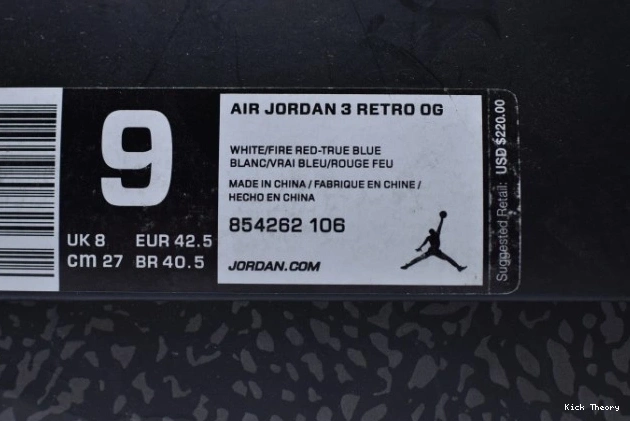 9
UK 8 EUR 42.5
cm 27 BR 40.5
AIR JORDAN 3 RETRO OG
WHITE/FIRE RED-TRUE BLUE
BLANC/VRAI BLEU/ROUGE FEU
MADE IN CHINA / FABRIQUE EN CHINE /
HECHO EN CHINA
854262 106
JORDAN.COM
Suggested Retail: USD $220.00
Kick Theory